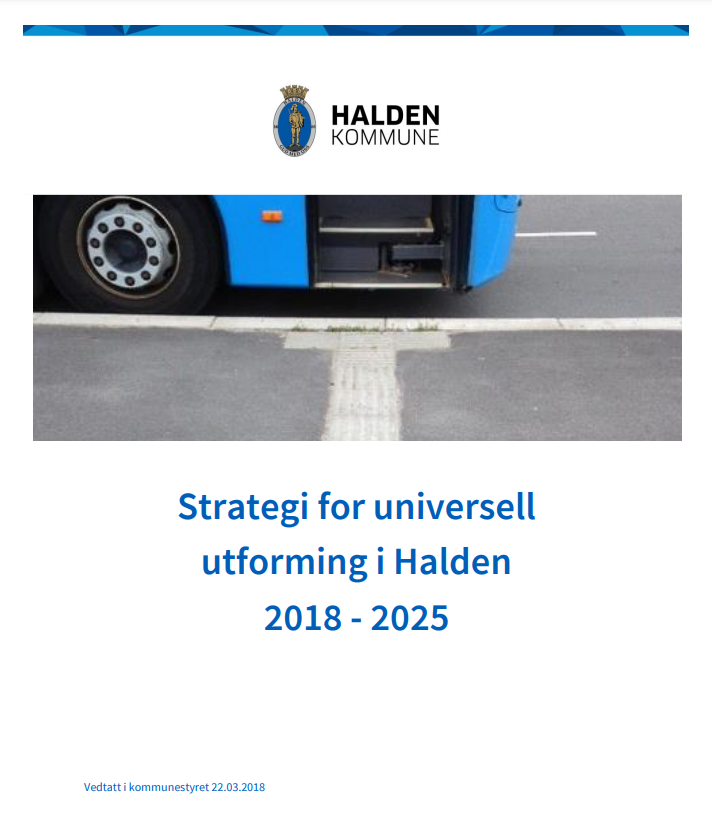 HALDEN
KOMMUNE
Strategi for universell
utforming i Halden
2018 - 2025
Vedtatt i kommunestyret 22.03.2018